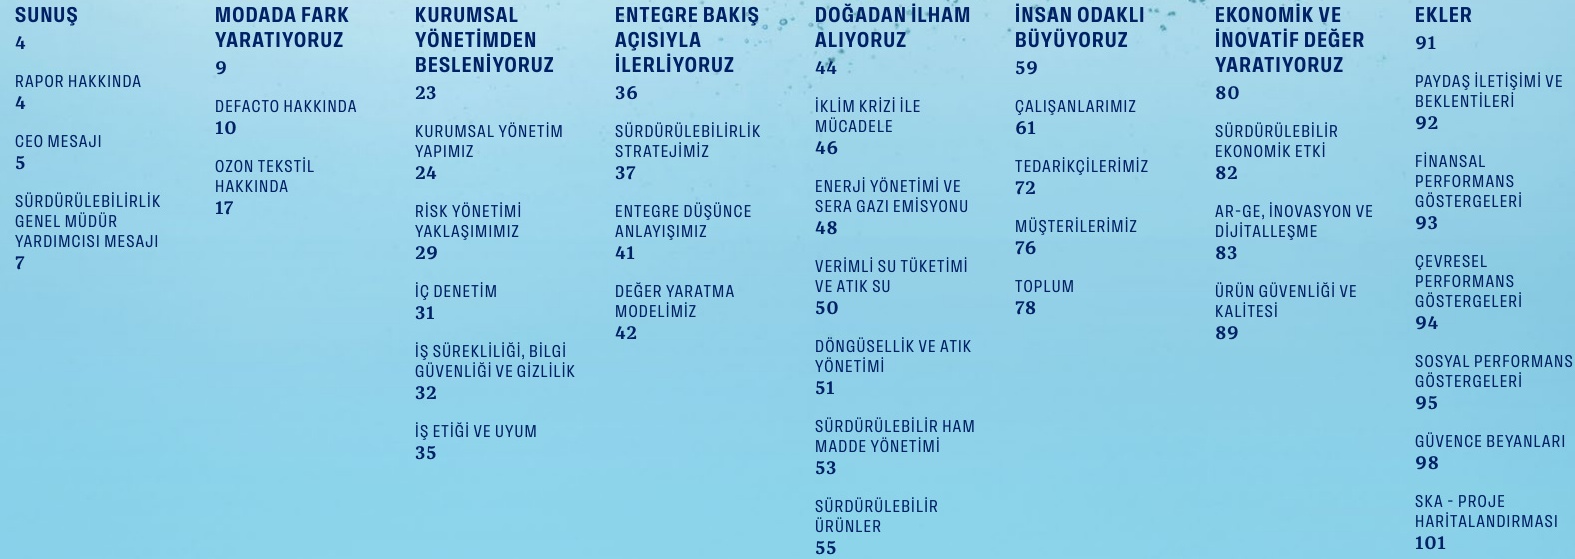 SUNUŞ
4
RAPOR HAKKINDA
4
CEO MESAJI
5
SÜRDÜRÜLEBİLİRLİK
GENEL MÜDÜR
YARDIMCISI MESAJI
7
MODADA FARK
YARATIYORUZ
9
DEFACTO HAKKINDA
10
OZON TEKSTİL
HAKKINDA
17
KURUMSAL
YÖNETİMDEN
BESLENİYORUZ
23
KURUMSAL YÖNETİM
YAPIMIZ
24
RİSK YÖNETİMİ
YAKLAŞIMIMIZ
29
İÇ DENETİM
31
İŞ SÜREKLİLİĞİ, BİLGİ
GÜVENLİĞİ VE GİZLİLİK
32
İŞ ETİĞİ VE UYUM
35
ENTEGRE BAKIŞ
AÇISIYLA
İLERLİYORUZ
36
SÜRDÜRÜLEBİLİRLİK
STRATEJİMİZ
37
ENTEGRE DÜŞÜNCE
ANLAYIŞIMIZ
41
DEĞER YARATMA
MODELİMİZ
42
DOĞADAN İLHAM
ALIYORUZ
44
İKLİM KRİZİ İLE
MÜCADELE
46
ENERJİ YÖNETİMİ VE
SERA GAZI EMİSYONU
48
VERİMLİ SU TÜKETİMİ
VE ATIK SU
50
DÖNGÜSELLİK VE ATIK
YÖNETİMİ
51
SÜRDÜRÜLEBİLİR HAM
MADDE YÖNETİMİ
53
SÜRDÜRÜLEBİLİR
ÜRÜNLER
55
İNSAN ODAKLI
BÜYÜYORUZ
59
ÇALIŞANLARIMIZ
61
TEDARİKÇİLERİMİZ
72
MÜŞTERİLERİMİZ
76
TOPLUM
78
EKONOMİK VE
İNOVATİF DEĞER
YARATIYORUZ
80
SÜRDÜRÜLEBİLİR
EKONOMİK ETKİ
82
AR-GE, İNOVASYON VE
DİJİTALLEŞME
83
ÜRÜN GÜVENLİĞİ VE
KALİTESİ
89
EKLER
91
PAYDAŞ İLETİŞİMİ VE
BEKLENTİLERİ
92
FİNANSAL
PERFORMANS
GÖSTERGELERİ
93
ÇEVRESEL
PERFORMANS
GÖSTERGELERİ
94
SOSYAL PERFORMANS
GÖSTERGELERİ
95
GÜVENCE BEYANLARI
98
SKA - PROJE
HARİTALANDIRMASI
101